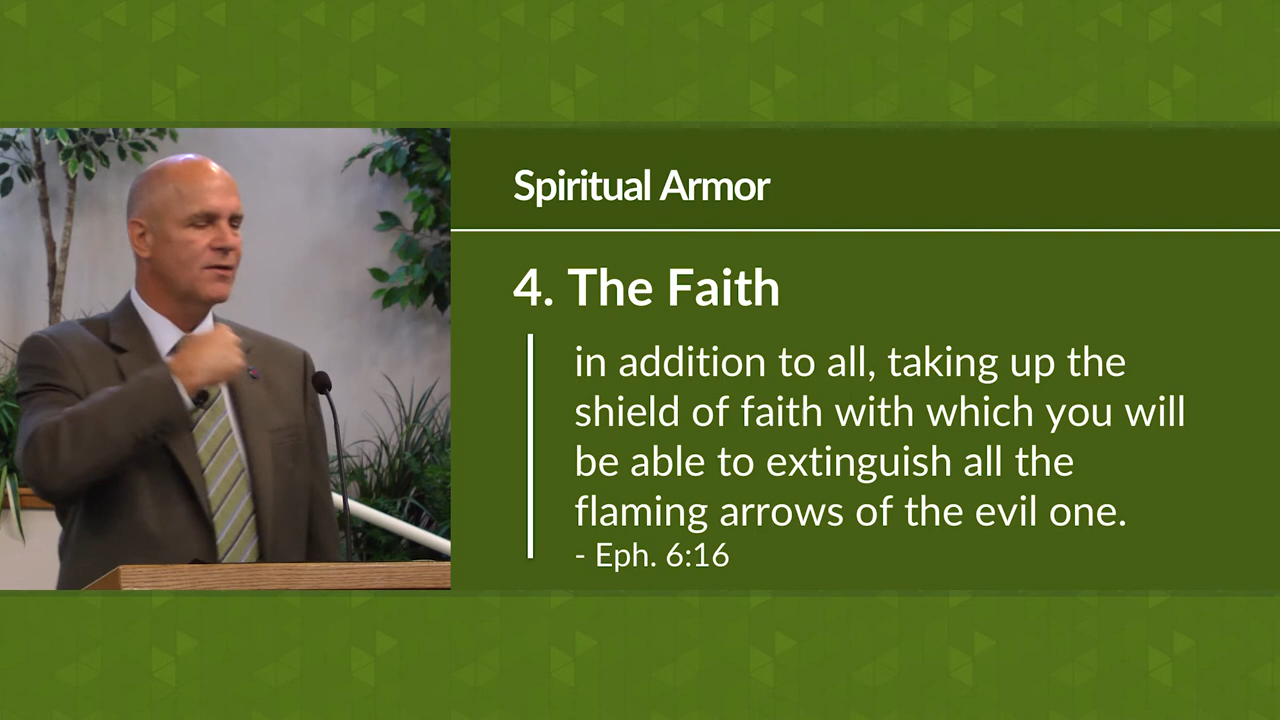 Spiritual Armor
4. The Faith
in addition to all, taking up the
shield of faith with which you will
be able to extinguish all the
flaming arrows of the evil one.
- Eph. 6:16